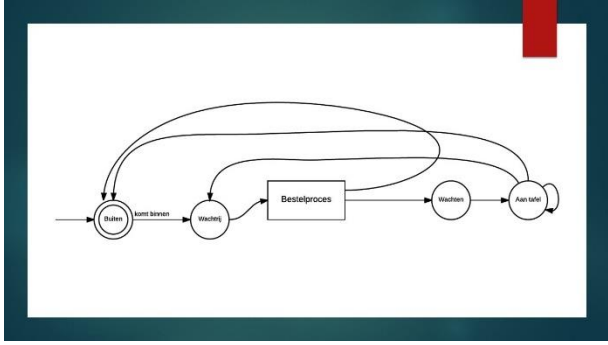 Buiten
komt binnen
Wachtrij
Bestelproces
Wachten
Aan tafel